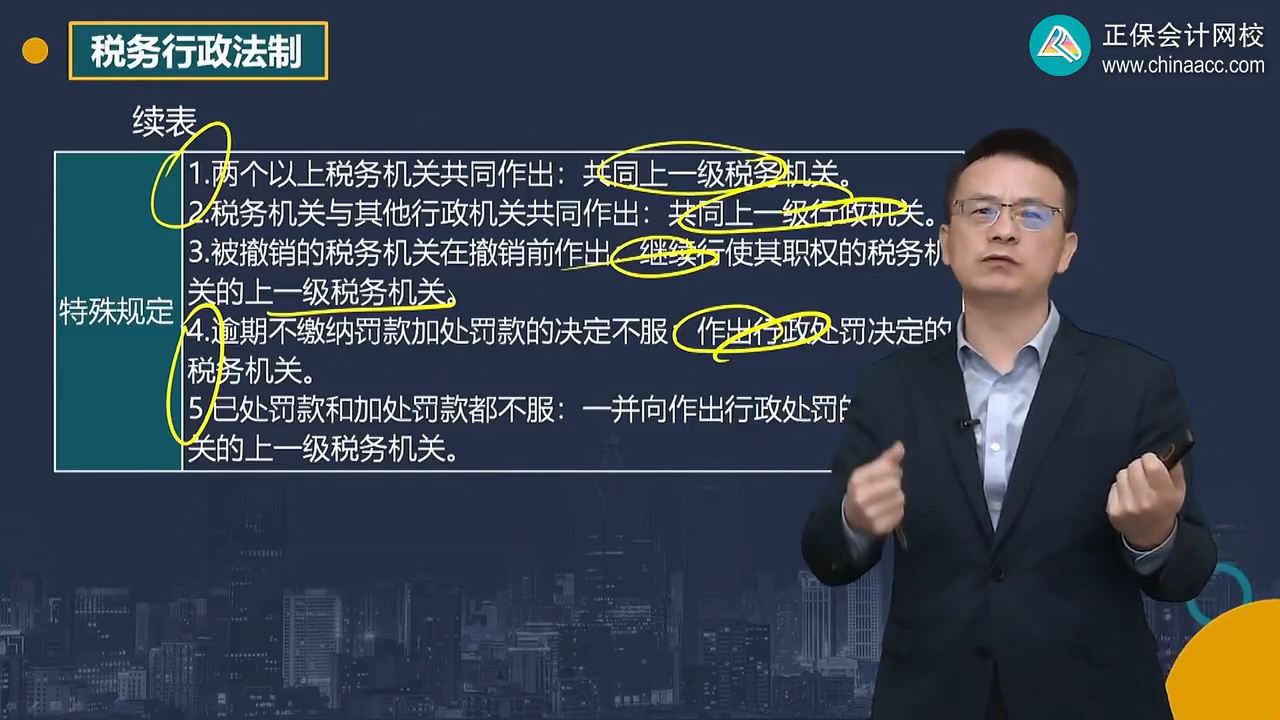 税务行政法制
正保会计网校
www.chinaacc.com
续表
特殊规定
1.两个以上税务机关共同作出：共同上一级税务机关。
2.税务机关与其他行政机关共同作出：共同上一级行政机关。
3.被撤销的税务机关在撤销前作出：继续行使其职权的税务机
关的上一级税务机关。
4.逾期不缴纳罚款加处罚款的决定不服：作出行政处罚决定的
税务机关。
5.已处罚款和加处罚款都不服：一并向作出行政处罚的
关的上一级税务机关。